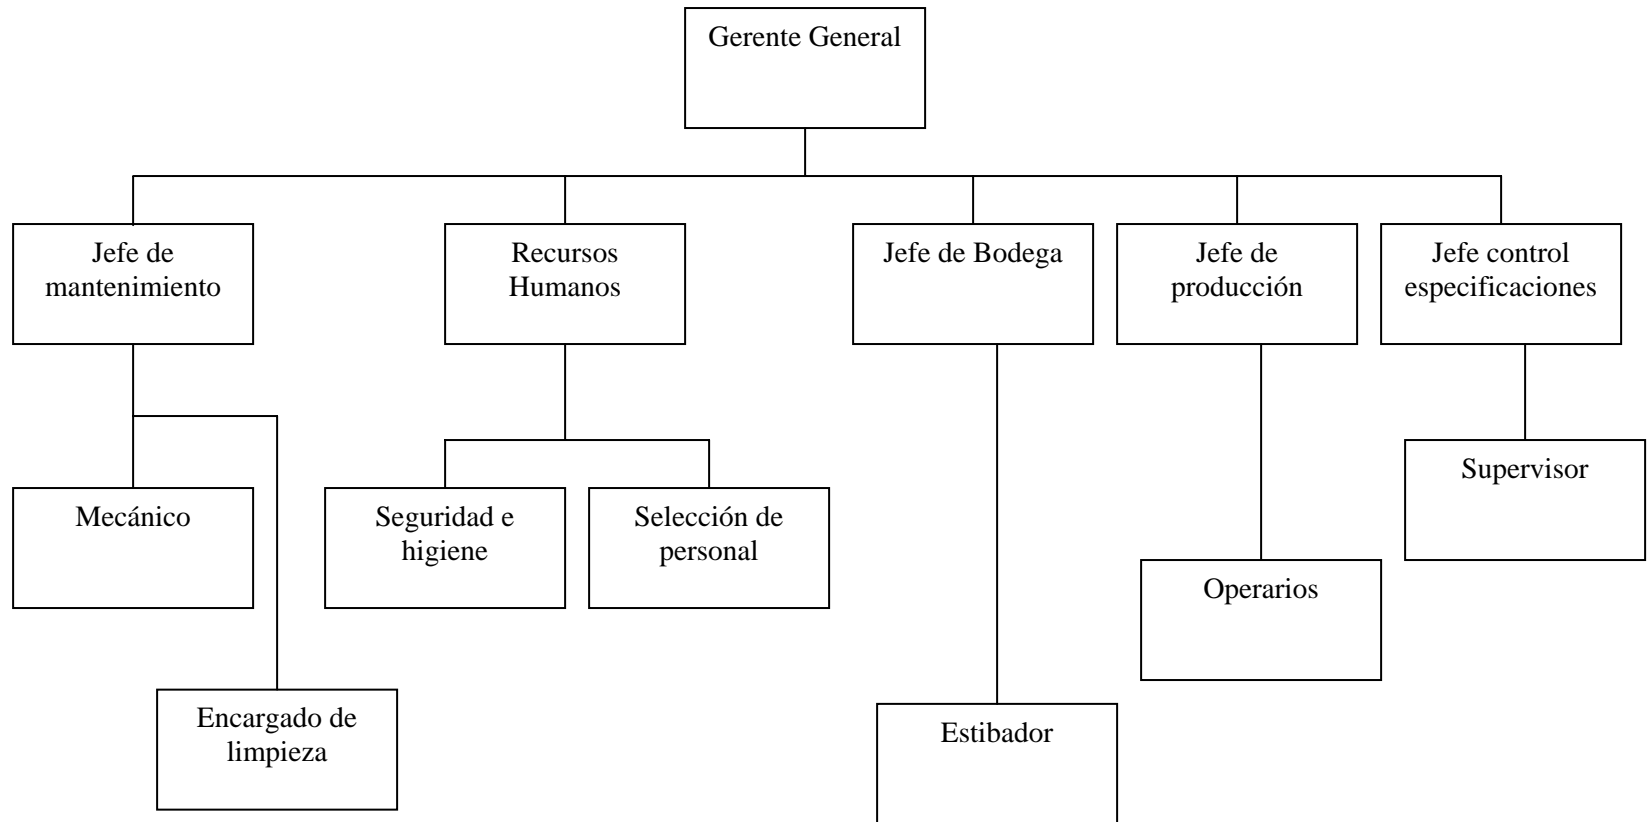 Gerente General
Jefe de
mantenimiento
Recursos
Humanos
Jefe de Bodega
Jefe de
producción
Jefe control
especificaciones
Mecánico
Seguridad e
higiene
Selección de
personal
Supervisor
Operarios
Encargado de
limpieza
Estibador